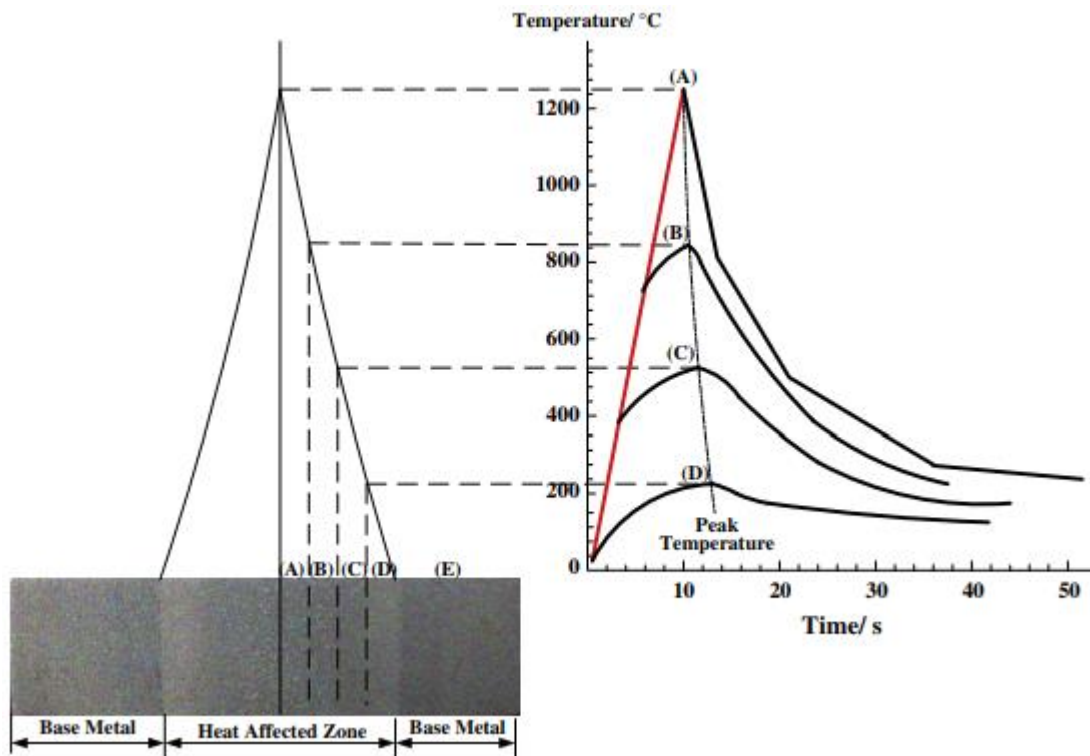 Temperature/ °C
(A)
1200
1000
(B)
800
600
(C)
400
(D)
200
Peak
Temperature
0
10
20
30
40
50
Time/ s
(A) (B) (C) (D) (E)
Base Metal
Heat Affected Zone
Base Metal